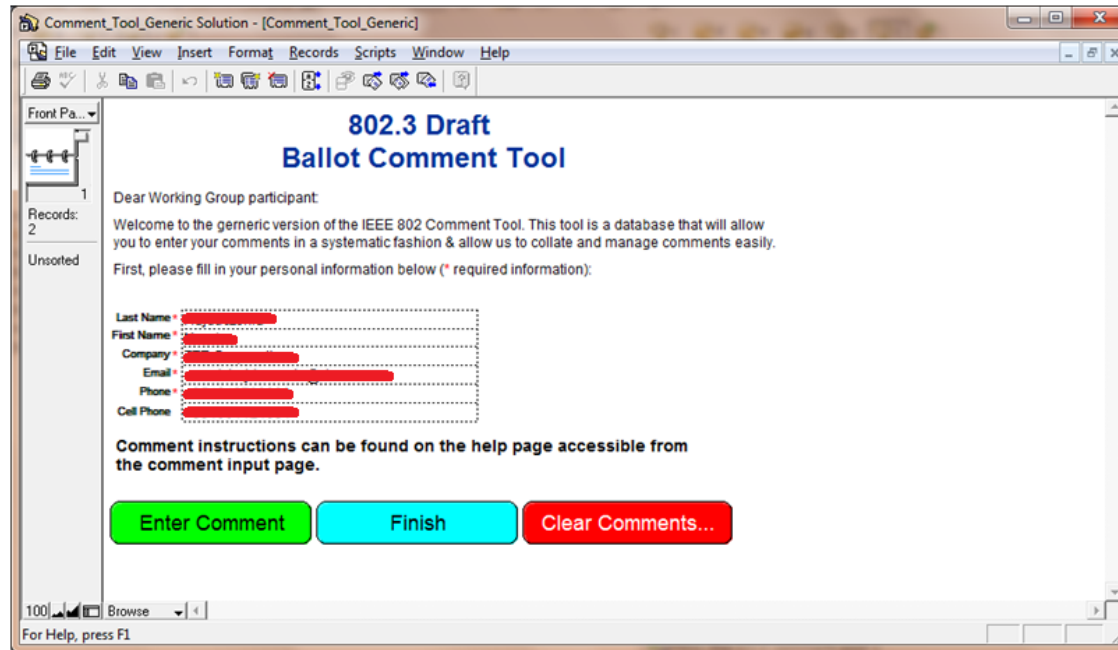 Comment_Tool_Generic Solution - [Comment_Tool_Generic]
File Edit View Insert Format Records Scripts Window Help
Front Pa...
1
Records:
2
Unsorted
802.3 Draft
Ballot Comment Tool
Dear Working Group participant:
Welcome to the gerneric version of the IEEE 802 Comment Tool. This tool is a database that will allow
you to enter your comments in a systematic fashion & allow us to collate and manage comments easily.
First, please fill in your personal information below (* required information):
Last Name *
First Name *
Company *
Email *
Phone *
Cell Phone
Comment instructions can be found on the help page accessible from
the comment input page.
Enter Comment Finish Clear Comments...
100 Browse
For Help, press F1